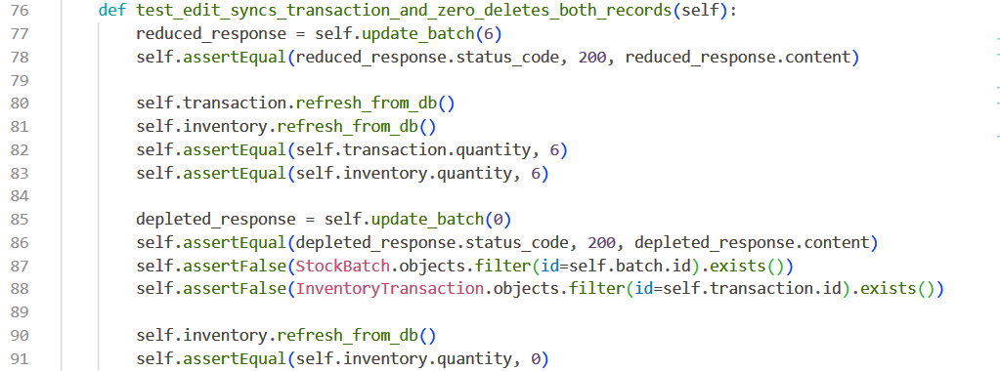 76 def test_edit_syncs_transaction_and_zero_deletes_both_records(self):
77 reduced_response = self.update_batch(6)
78 self.assertEqual(reduced_response.status_code, 200, reduced_response.content)
79
80 self.transaction.refresh_from_db()
81 self.inventory.refresh_from_db()
82 self.assertEqual(self.transaction.quantity, 6)
83 self.assertEqual(self.inventory.quantity, 6)
84
85 depleted_response = self.update_batch(0)
86 self.assertEqual(depleted_response.status_code, 200, depleted_response.content)
87 self.assertFalse(StockBatch.objects.filter(id=self.batch.id).exists())
88 self.assertFalse(InventoryTransaction.objects.filter(id=self.transaction.id).exists())
89
90 self.inventory.refresh_from_db()
91 self.assertEqual(self.inventory.quantity, 0)